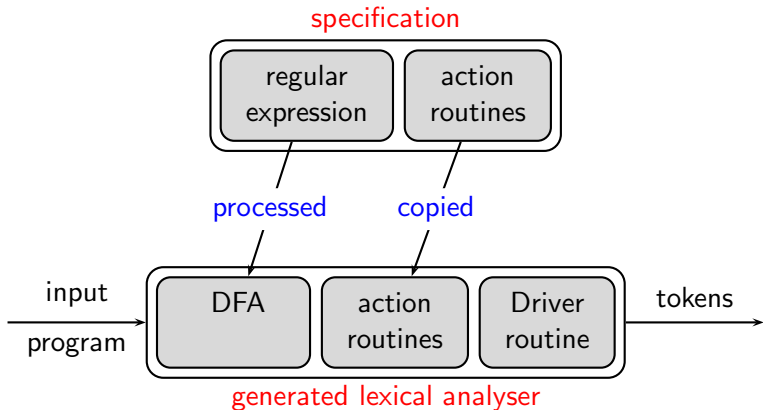 specification
regular
expression
action
routines
processed
copied
input
program
DFA
action
routines
Driver
routine
tokens
generated lexical analyser